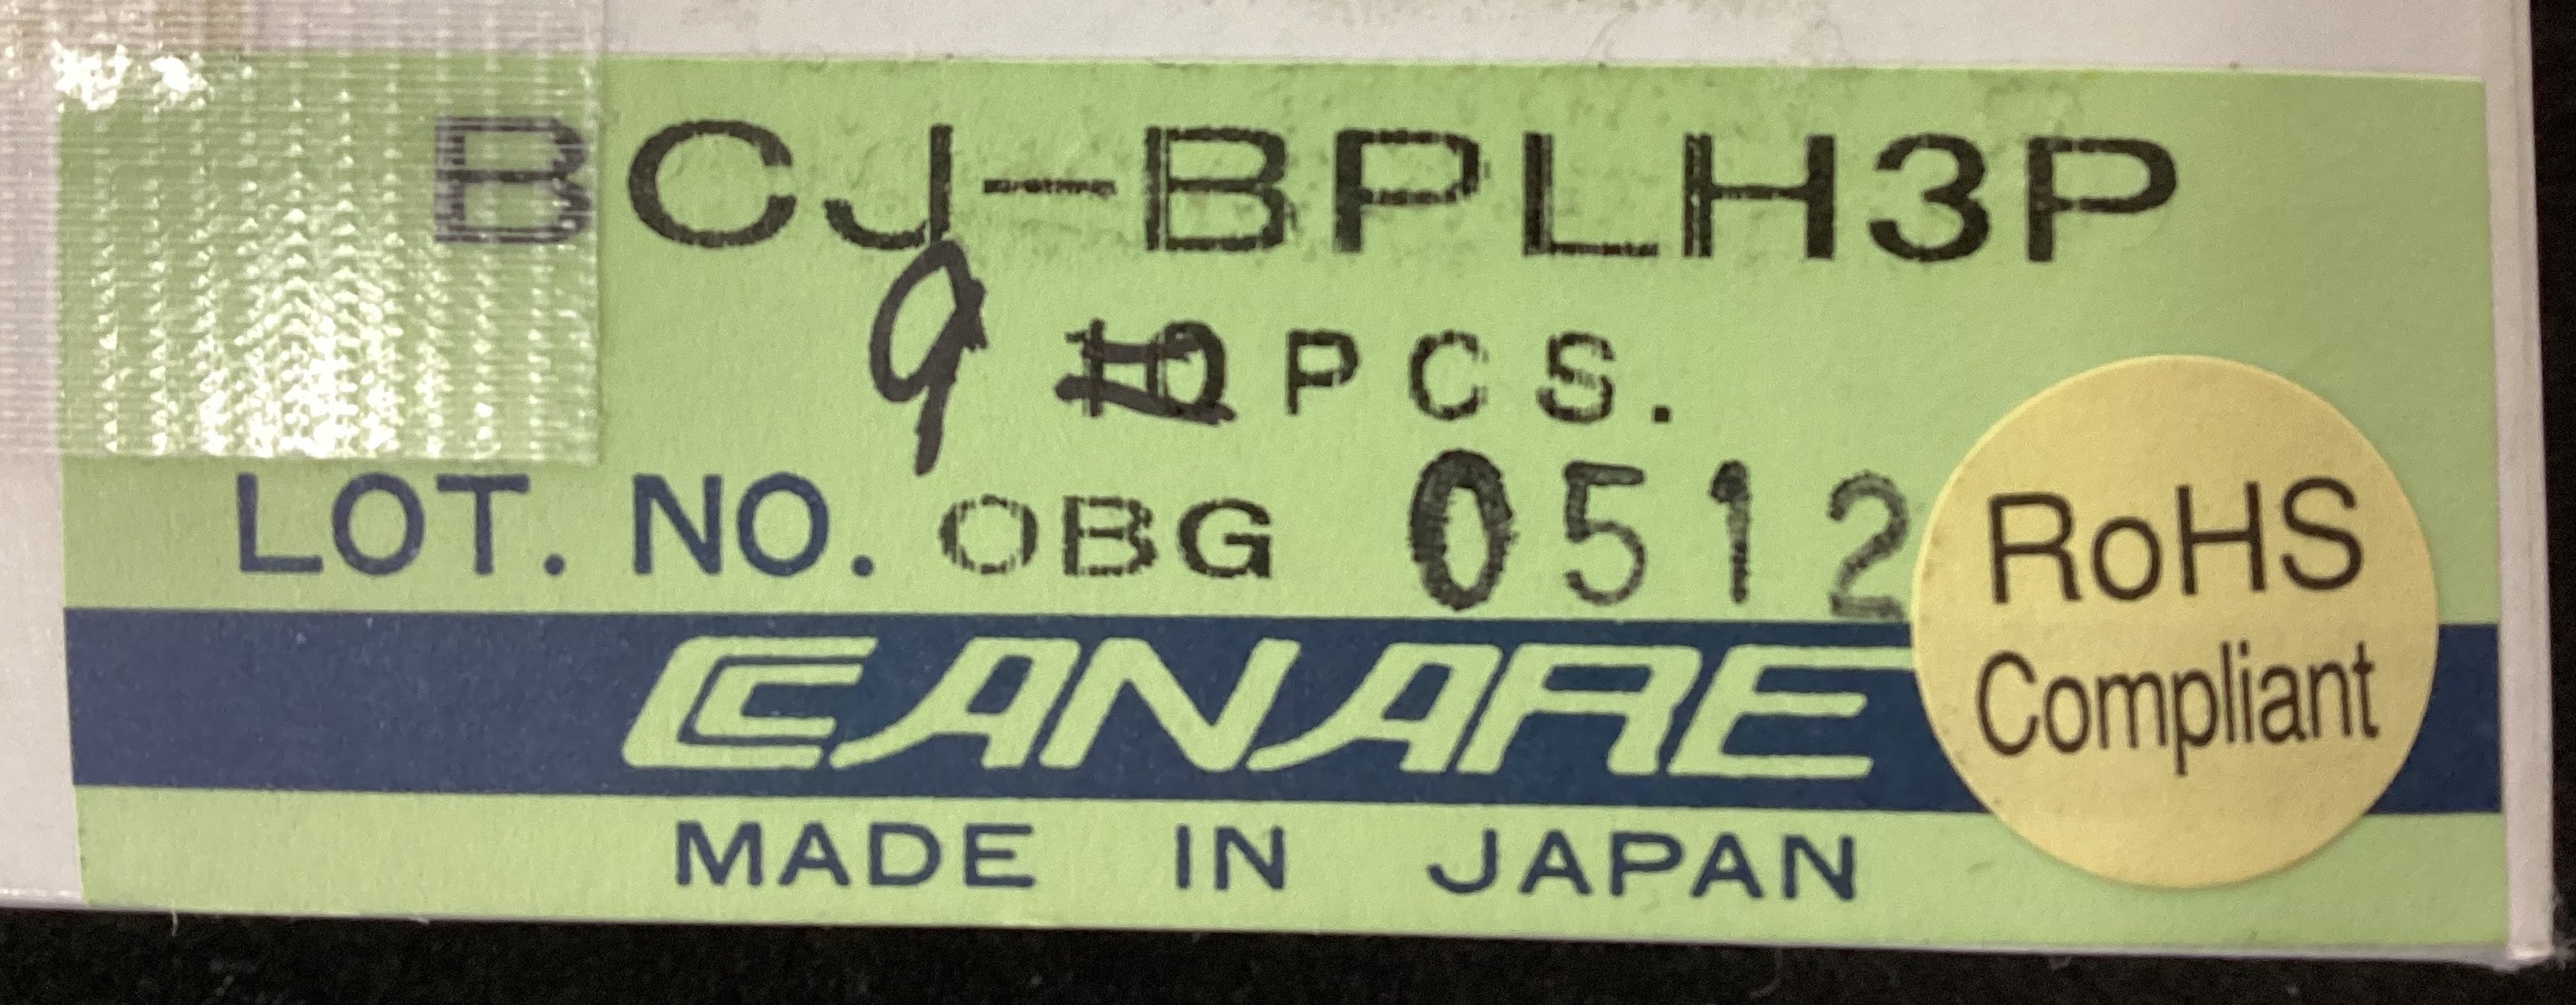 BCJ-BPLH3P
9 10 PCS.
LOT. NO. OBG 0512
RoHS
Compliant
CANARE
MADE IN JAPAN